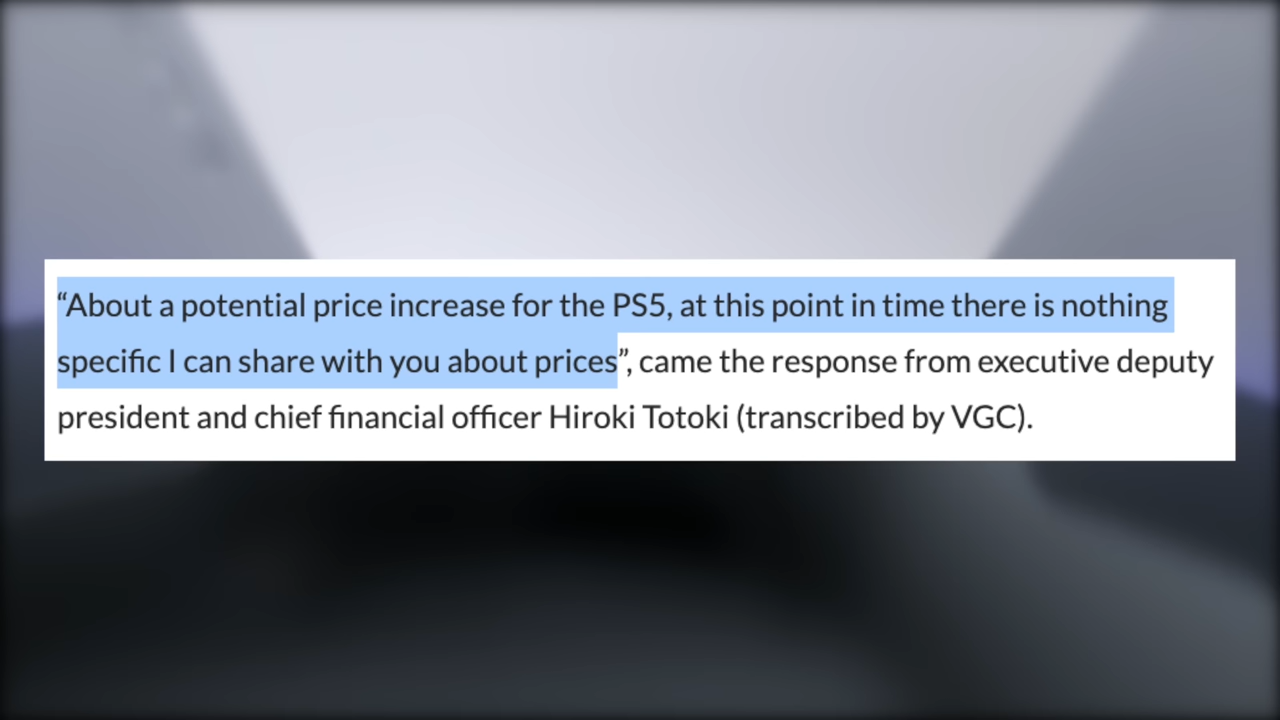 “About a potential price increase for the PS5, at this point in time there is nothing
specific I can share with you about prices”, came the response from executive deputy
president and chief financial officer Hiroki Totoki (transcribed by VGC).